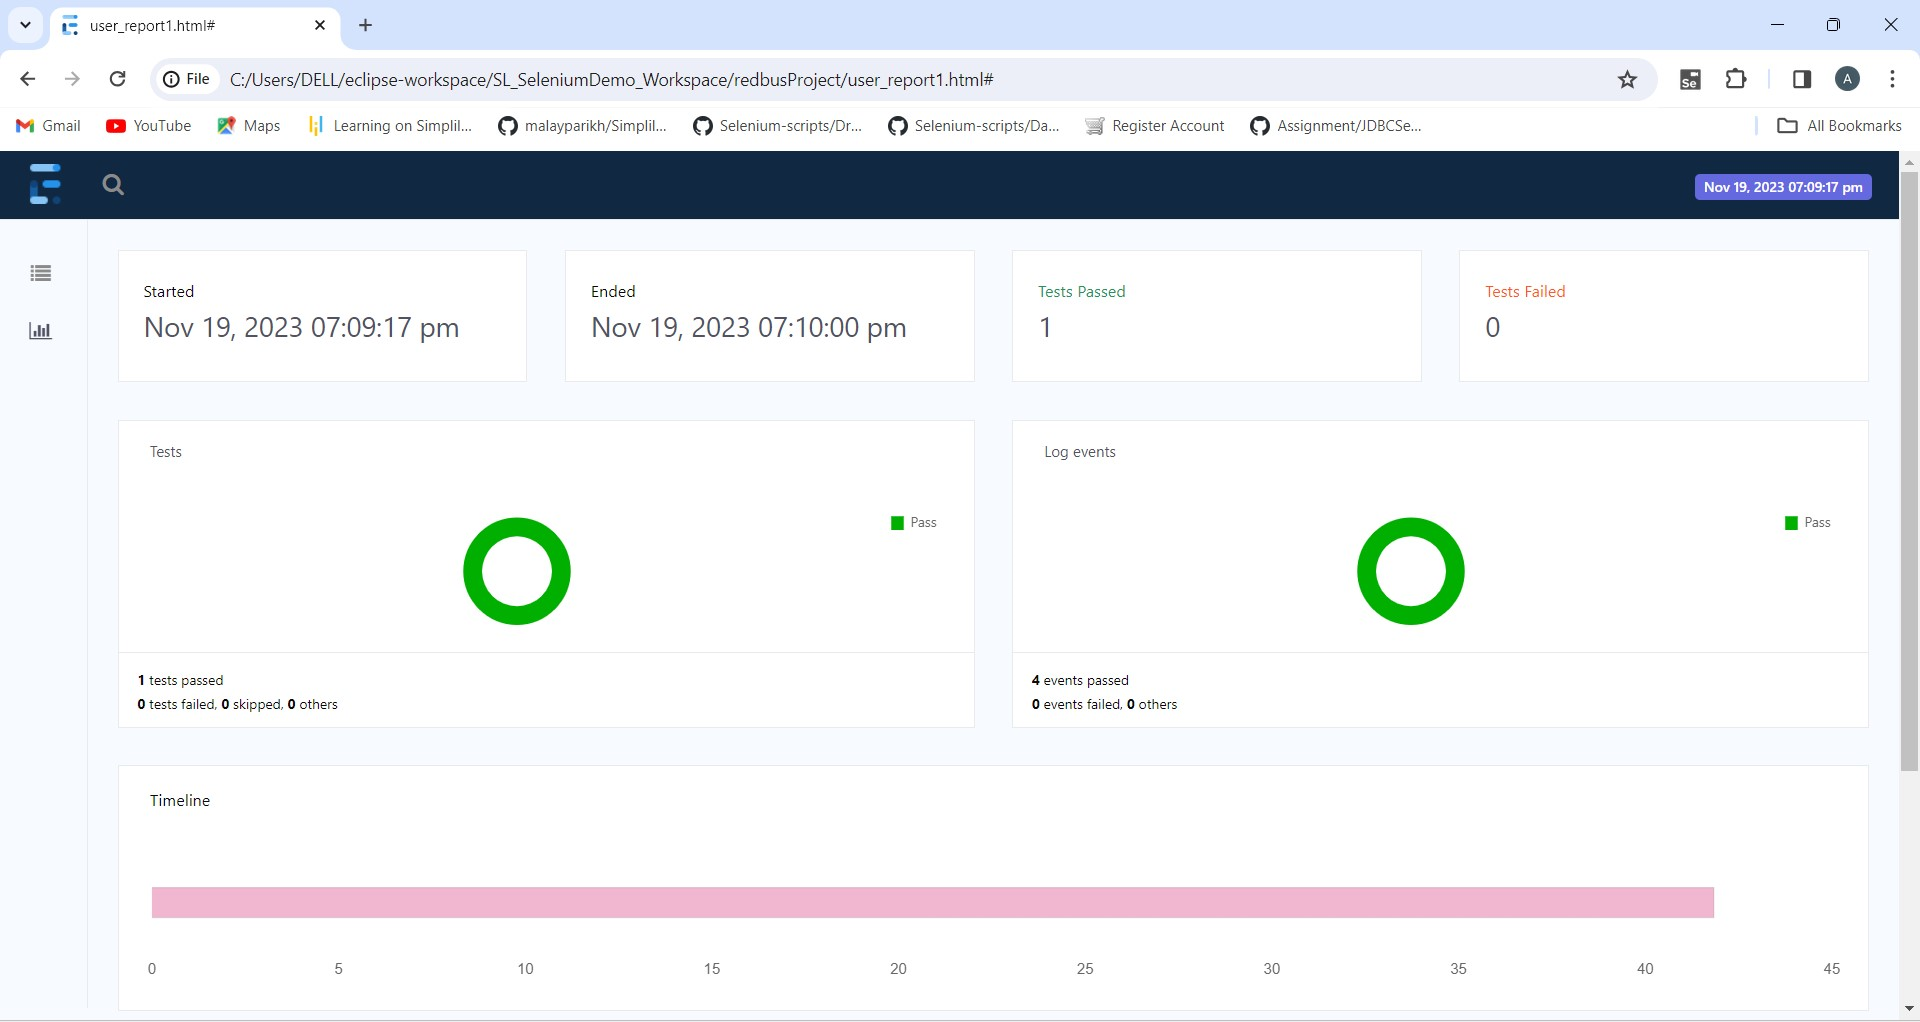 user_report1.html#
File C:/Users/DELL/eclipse-workspace/SL_SeleniumDemo_Workspace/redbusProject/user_report1.html#
Se
A
Gmail YouTube Maps Learning on Simplil... malayparikh/Simplil... Selenium-scripts/Dr... Selenium-scripts/Da... Register Account Assignment/JDBCSe... All Bookmarks
Nov 19, 2023 07:09:17 pm
Started
Nov 19, 2023 07:09:17 pm
Ended
Nov 19, 2023 07:10:00 pm
Tests Passed
1
Tests Failed
0
Tests
Pass
1 tests passed
0 tests failed, 0 skipped, 0 others
Log events
Pass
4 events passed
0 events failed, 0 others
Timeline
0 5 10 15 20 25 30 35 40 45